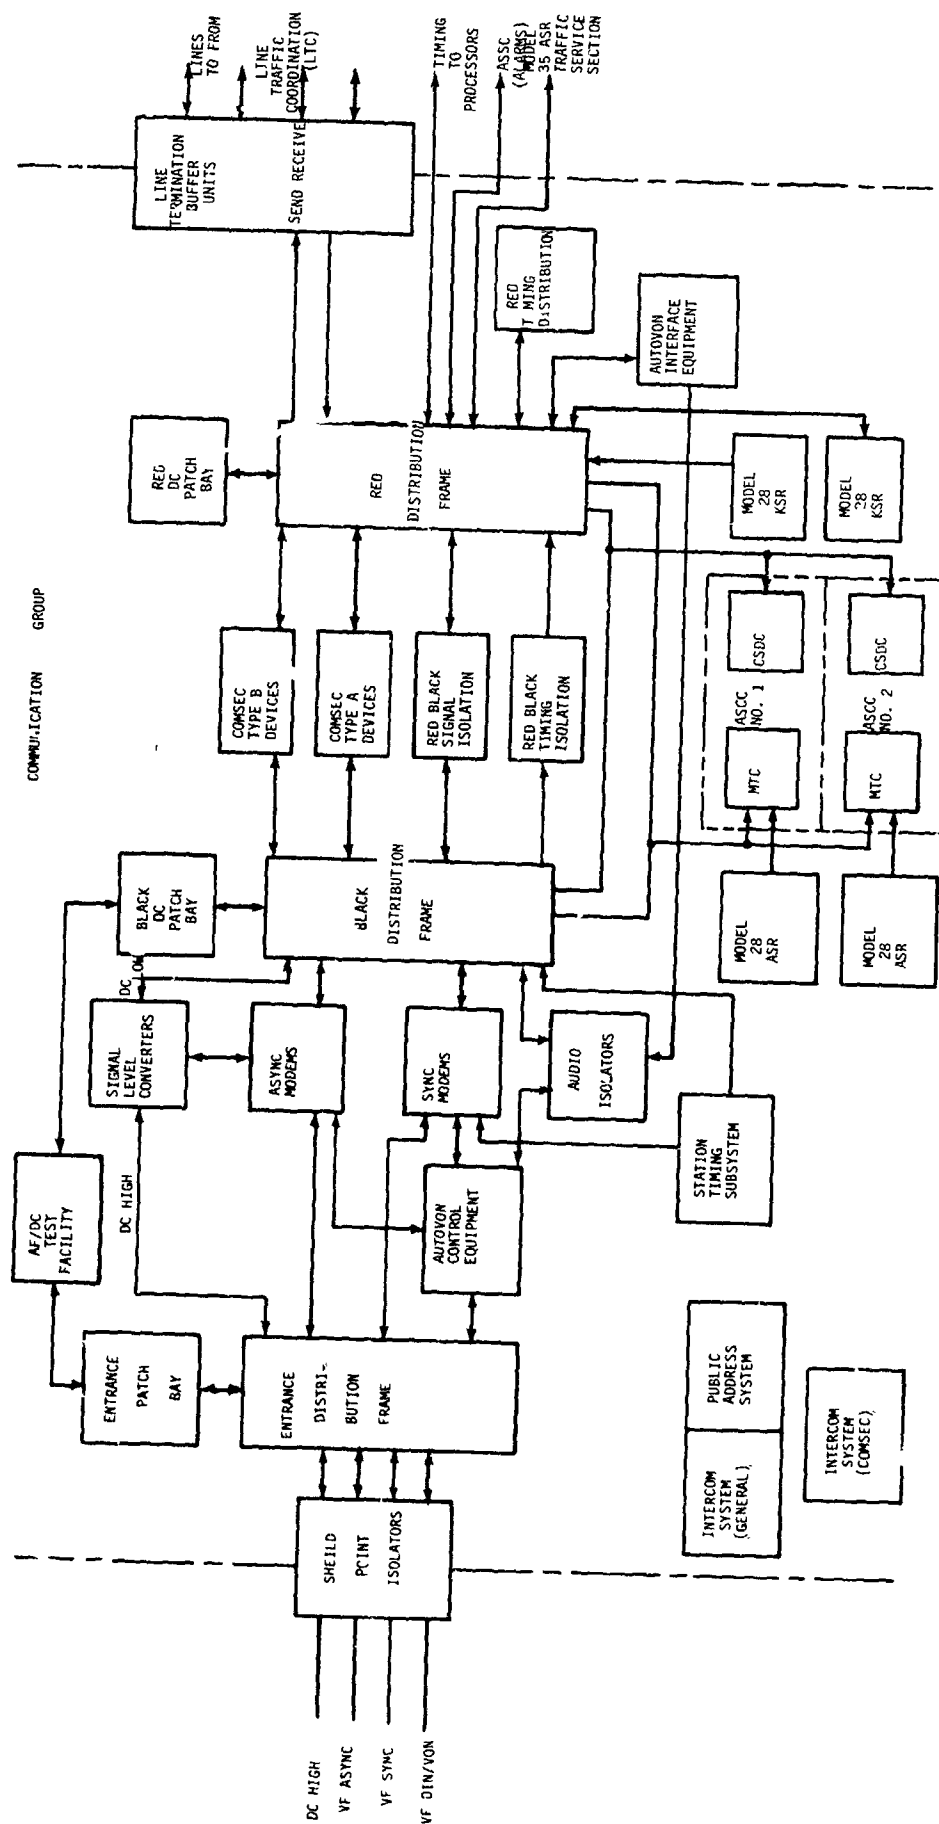 COMMUNICATION GROUP
LINES
TO FROM
LINE
TRAFFIC
COORDINATION
(LTC)
TIMING
TO
PROCESSORS
ASSC
(ALARMS)
MODEL
35 ASR
TRAFFIC
SERVICE
SECTION
LINE
TERMINATION
BUFFER
UNITS
SEND RECEIVE
RED
DC
PATCH
BAY
RED
DISTRIBUTION
FRAME
RED
T MING
DISTRIBUTION
AUTOVON
INTERFACE
EQUIPMENT
MODEL
28
KSR
MODEL
28
KSR
COMSEC
TYPE B
DEVICES
COMSEC
TYPE A
DEVICES
RED BLACK
SIGNAL
ISOLATION
RED BLACK
TIMING
ISOLATION
CSDC
ASCC
NO. 1
MTC
CSDC
ASCC
NO. 2
MTC
MODEL
28
ASR
MODEL
28
ASR
BLACK
DC
PATCH
BAY
BLACK
DISTRIBUTION
FRAME
DC LOW
SIGNAL
LEVEL
CONVERTERS
ASYNC
MODEMS
SYNC
MODEMS
AUDIO
ISOLATORS
STATION
TIMING
SUBSYSTEM
AF/DC
TEST
FACILITY
DC HIGH
AUTOVON
CONTROL
EQUIPMENT
ENTRANCE
PATCH
BAY
ENTRANCE
DISTRI-
BUTION
FRAME
SHEILD
PCINT
ISOLATORS
DC HIGH
VF ASYNC
VF SYNC
VF DIN/VON
PUBLIC
ADDRESS
SYSTEM
INTERCOM
SYSTEM
(GENERAL)
INTERCOM
SYSTEM
(COMSEC)